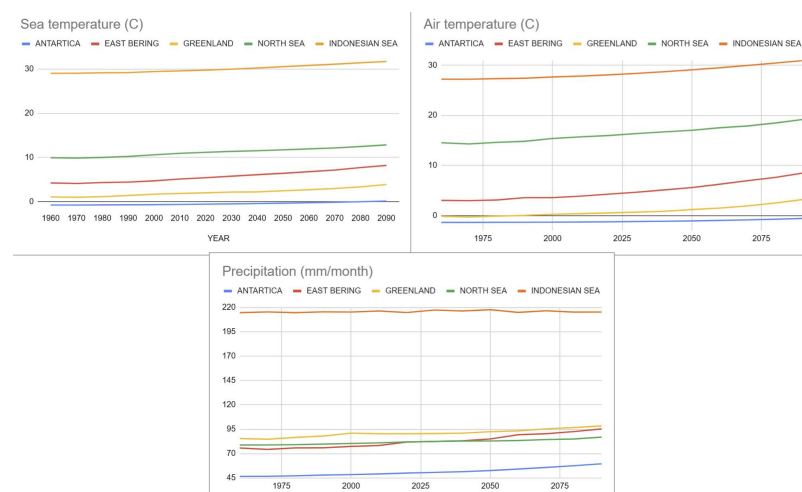 Sea temperature (C)
ANTARTICA EAST BERING GREENLAND NORTH SEA INDONESIAN SEA
30
20
10
0
1960 1970 1980 1990 2000 2010 2020 2030 2040 2050 2060 2070 2080 2090
YEAR
Air temperature (C)
ANTARTICA EAST BERING GREENLAND NORTH SEA INDONESIAN SEA
30
20
10
0
1975 2000 2025 2050 2075
Precipitation (mm/month)
ANTARTICA EAST BERING GREENLAND NORTH SEA INDONESIAN SEA
220
195
170
145
120
95
70
45
1975 2000 2025 2050 2075